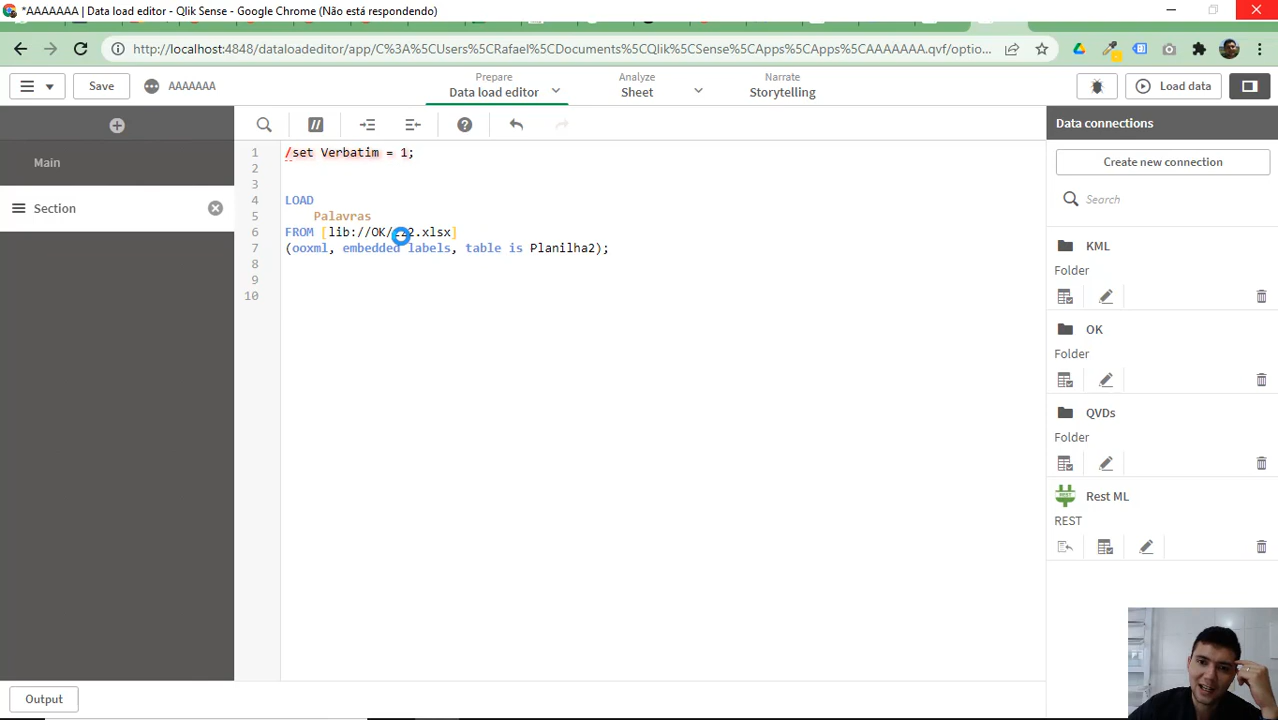 *AAAAAAA | Data load editor - Qlik Sense - Google Chrome (Não está respondendo)
http://localhost:4848/dataloadeditor/app/C%3A%5CUsers%5CRafael%5CDocuments%5CQlik%5CSense%5CApps%5CApps%5CAAAAAAA.qvf/optio...
Save AAAAAAA
Prepare
Data load editor
Analyze
Sheet
Narrate
Storytelling
Load data
Main
Section
1 /set Verbatim = 1;
2
3
4 LOAD
5 Palavras
6 FROM [lib://OK/
7 (ooxml, embedded labels, table is Planilha2);
8
9
10
Data connections
Create new connection
Search
KML
Folder
OK
Folder
QVDs
Folder
REST
Rest ML
REST
Output